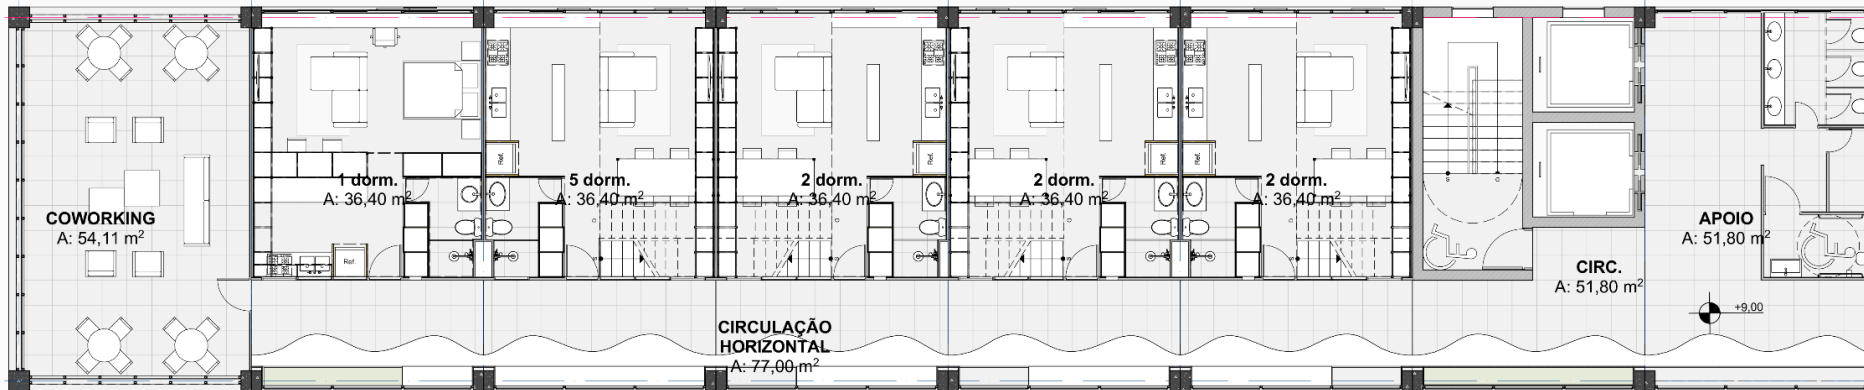 COWORKING
A: 54,11 m²
1 dorm.
A: 36,40 m²
Ref.
5 dorm.
A: 36,40 m²
Ref.
2 dorm.
A: 36,40 m²
Ref.
2 dorm.
A: 36,40 m²
Ref.
2 dorm.
A: 36,40 m²
Ref.
CIRCULAÇÃO
HORIZONTAL
A: 77,00 m²
CIRC.
A: 51,80 m²
APOIO
A: 51,80 m²
+9,00